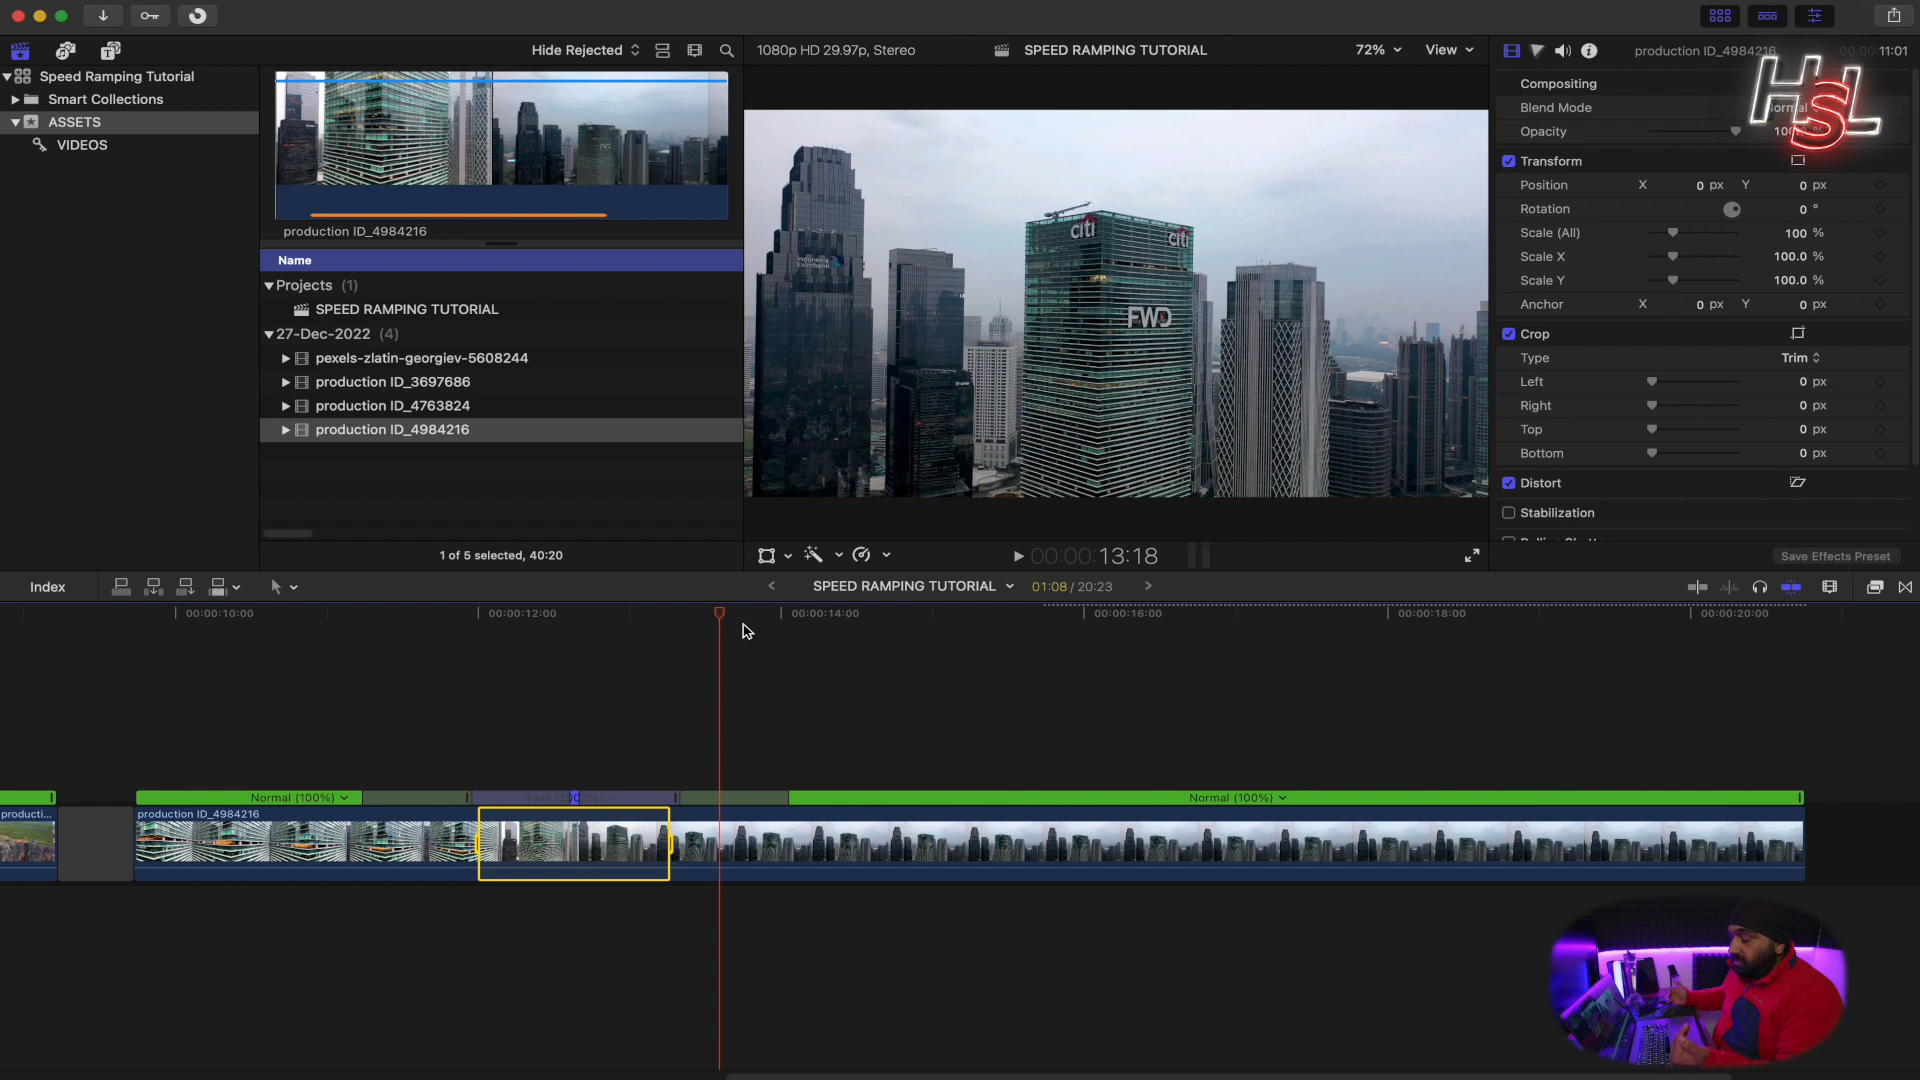 Hide Rejected
1080p HD 29.97p, Stereo
SPEED RAMPING TUTORIAL
72%
View
production ID_4984216
11:01
Speed Ramping Tutorial
Smart Collections
ASSETS
VIDEOS
production ID_4984216
Name
Projects (1)
SPEED RAMPING TUTORIAL
27-Dec-2022 (4)
pexels-zlatin-georgiev-5608244
production ID_3697686
production ID_4763824
production ID_4984216
1 of 5 selected, 40:20
Indonesia Eximbank
citi
citi
FWD
00:00:13:18
Compositing
Blend Mode
Normal
Opacity
HSL
Transform
Position X 0 px Y 0 px
Rotation 0 °
Scale (All) 100 %
Scale X 100.0 %
Scale Y 100.0 %
Anchor X 0 px Y 0 px
Crop
Type Trim
Left 0 px
Right 0 px
Top 0 px
Bottom 0 px
Distort
Stabilization
Save Effects Preset
Index
SPEED RAMPING TUTORIAL
01:08 / 20:23
00:00:10:00
00:00:12:00
00:00:14:00
00:00:16:00
00:00:18:00
00:00:20:00
Normal (100%)
Normal (100%)
producti...
production ID_4984216